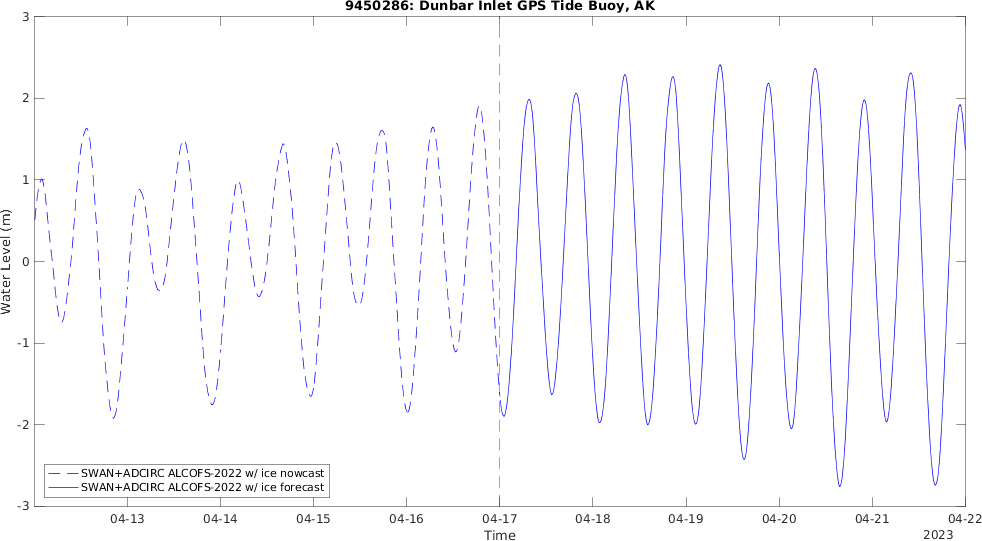 9450286: Dunbar Inlet GPS Tide Buoy, AK
3
2
1
0
-1
-2
-3
Water Level (m)
SWAN+ADCIRC ALCOFS-2022 w/ ice nowcast
SWAN+ADCIRC ALCOFS-2022 w/ ice forecast
04-13 04-14 04-15 04-16 04-17 04-18 04-19 04-20 04-21 04-22
Time
2023